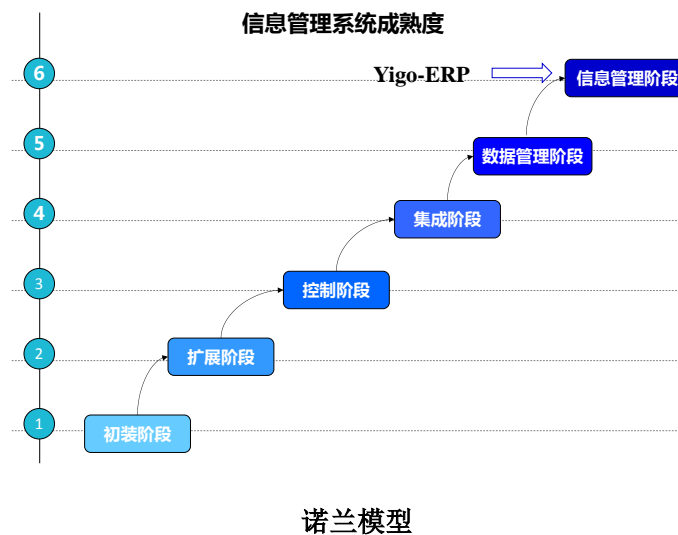 信息管理系统成熟度
6
Yigo-ERP
信息管理阶段
5
数据管理阶段
4
集成阶段
3
控制阶段
2
扩展阶段
1
初装阶段
诺兰模型